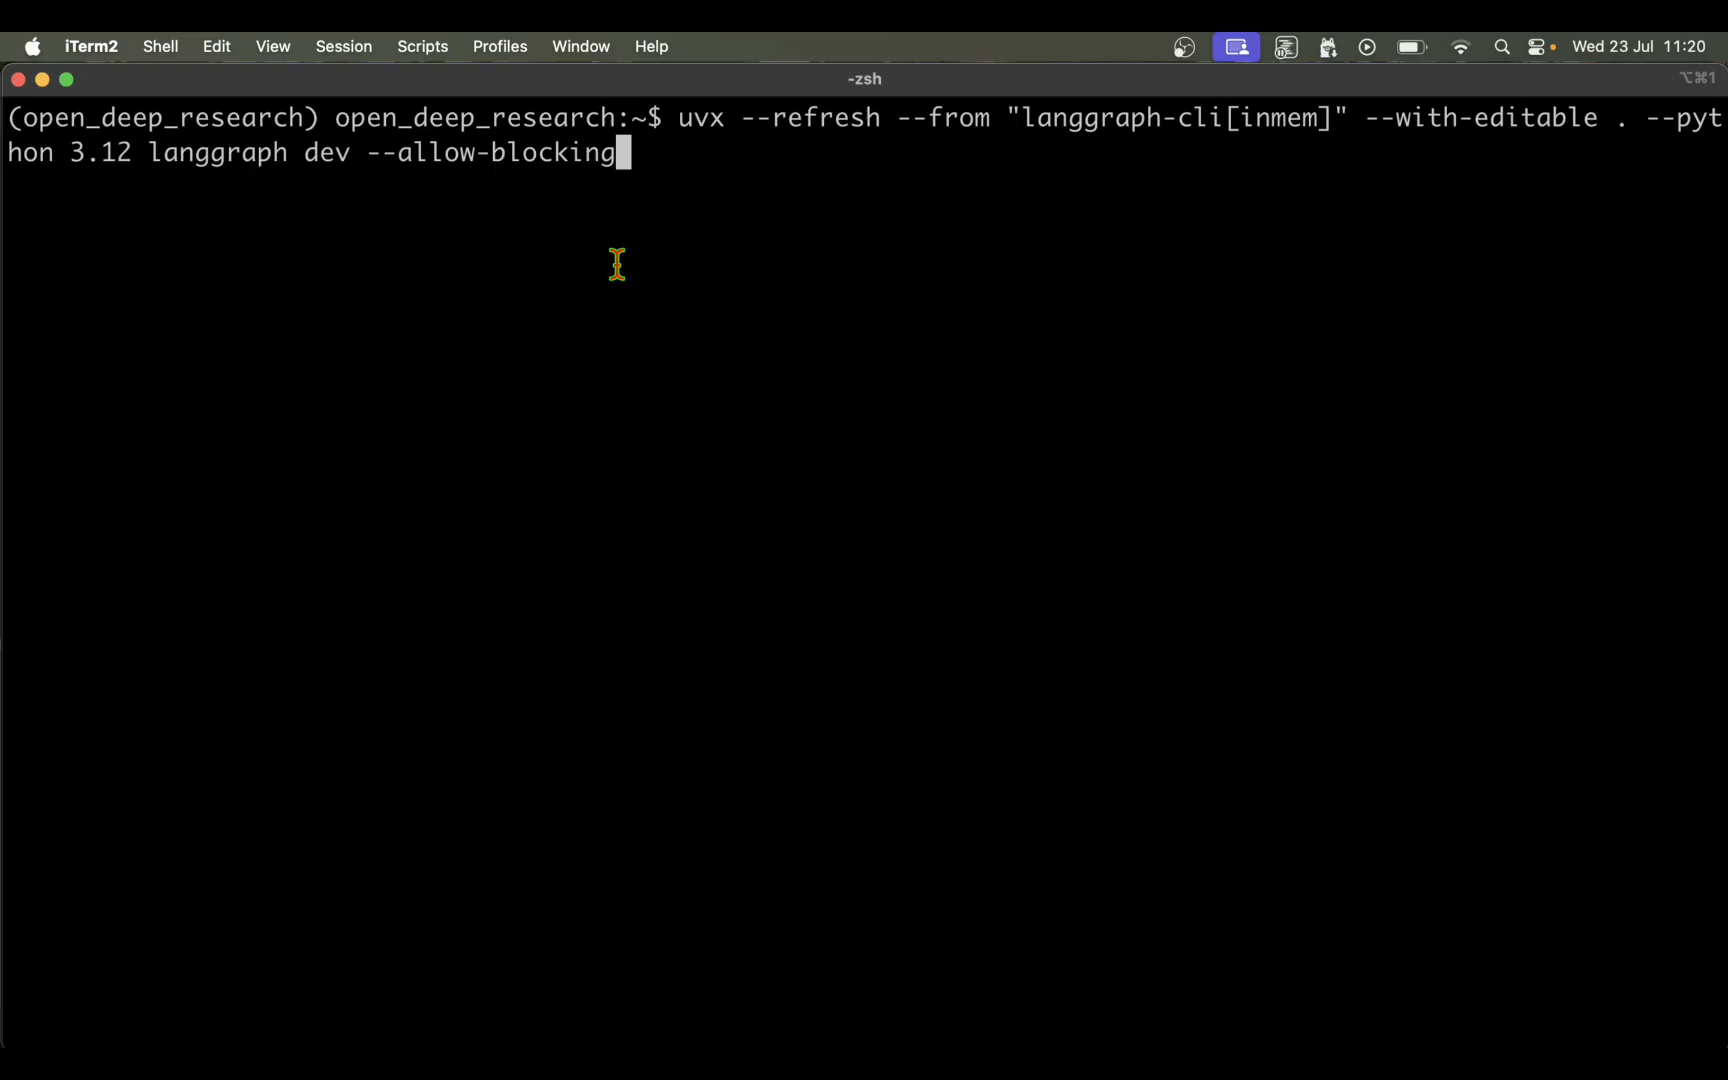 iTerm2 Shell Edit View Session Scripts Profiles Window Help Wed 23 Jul 11:20
-zsh ⌥⌘1
(open_deep_research) open_deep_research:~$ uvx --refresh --from "langgraph-cli[inmem]" --with-editable . --pyt
hon 3.12 langgraph dev --allow-blocking